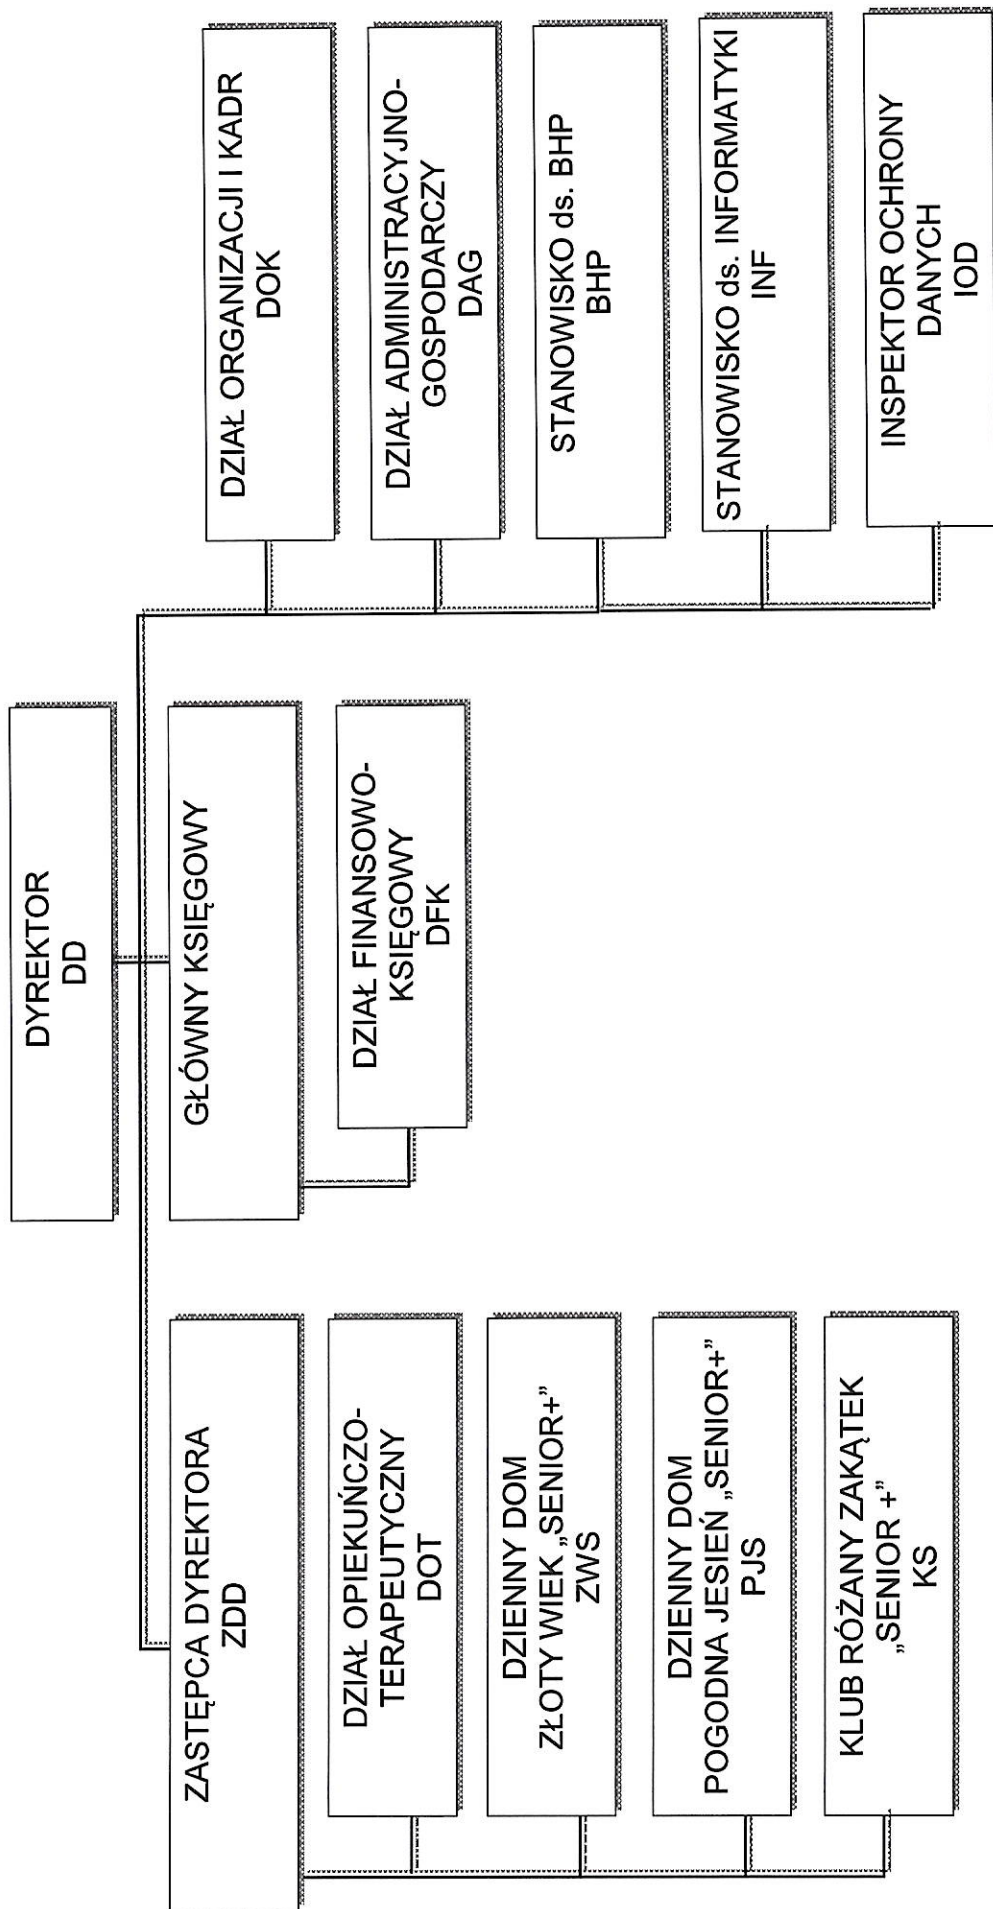 DYREKTOR
DD
ZASTĘPCA DYREKTORA
ZDD
DZIAŁ OPIEKUŃCZO-
TERAPEUTYCZNY
DOT
DZIENNY DOM
ZŁOTY WIEK „SENIOR+”
ZWS
DZIENNY DOM
POGODNA JESIEŃ „SENIOR+”
PJS
KLUB RÓŻANY ZAKĄTEK
„SENIOR +”
KS
GŁÓWNY KSIĘGOWY
DZIAŁ FINANSOWO-
KSIĘGOWY
DFK
DZIAŁ ORGANIZACJI I KADR
DOK
DZIAŁ ADMINISTRACYJNO-
GOSPODARCZY
DAG
STANOWISKO ds. BHP
BHP
STANOWISKO ds. INFORMATYKI
INF
INSPEKTOR OCHRONY
DANYCH
IOD